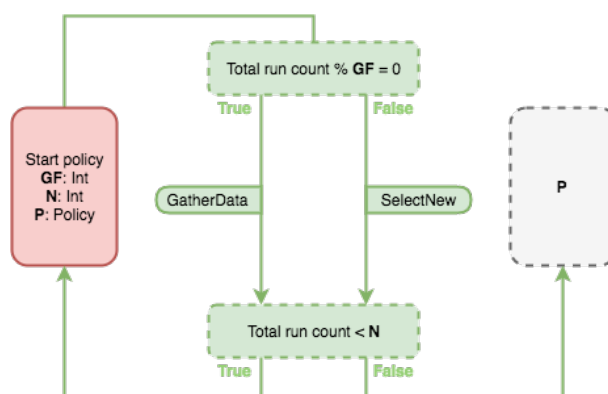 Total run count % GF = 0
True
False
Start policy
GF: Int
N: Int
P: Policy
GatherData
SelectNew
P
Total run count < N
True
False